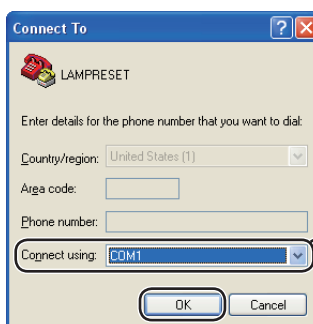 Connect To
LAMPRESET
Enter details for the phone number that you want to dial:
Country/region: United States (1)
Area code:
Phone number:
Connect using: COM1
OK Cancel